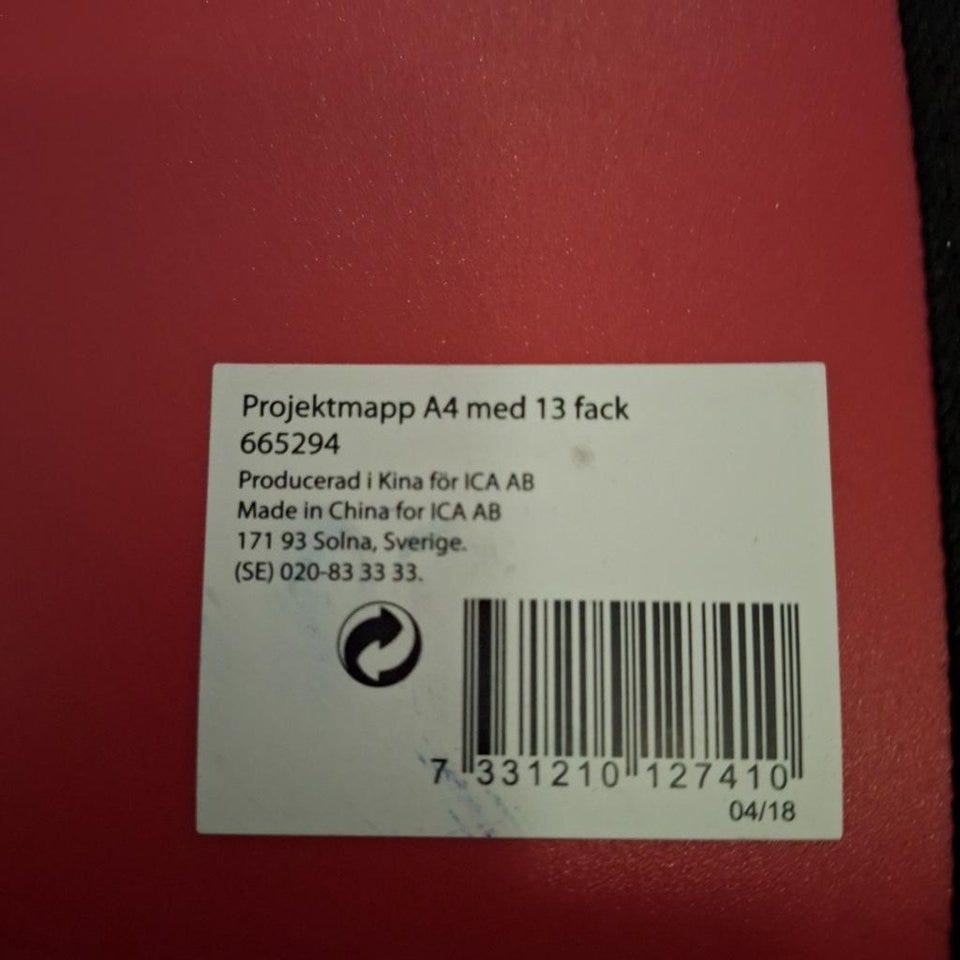 Projektmapp A4 med 13 fack
665294
Producerad i Kina för ICA AB
Made in China for ICA AB
171 93 Solna, Sverige.
(SE) 020-83 33 33.
7 331210 127410
04/18